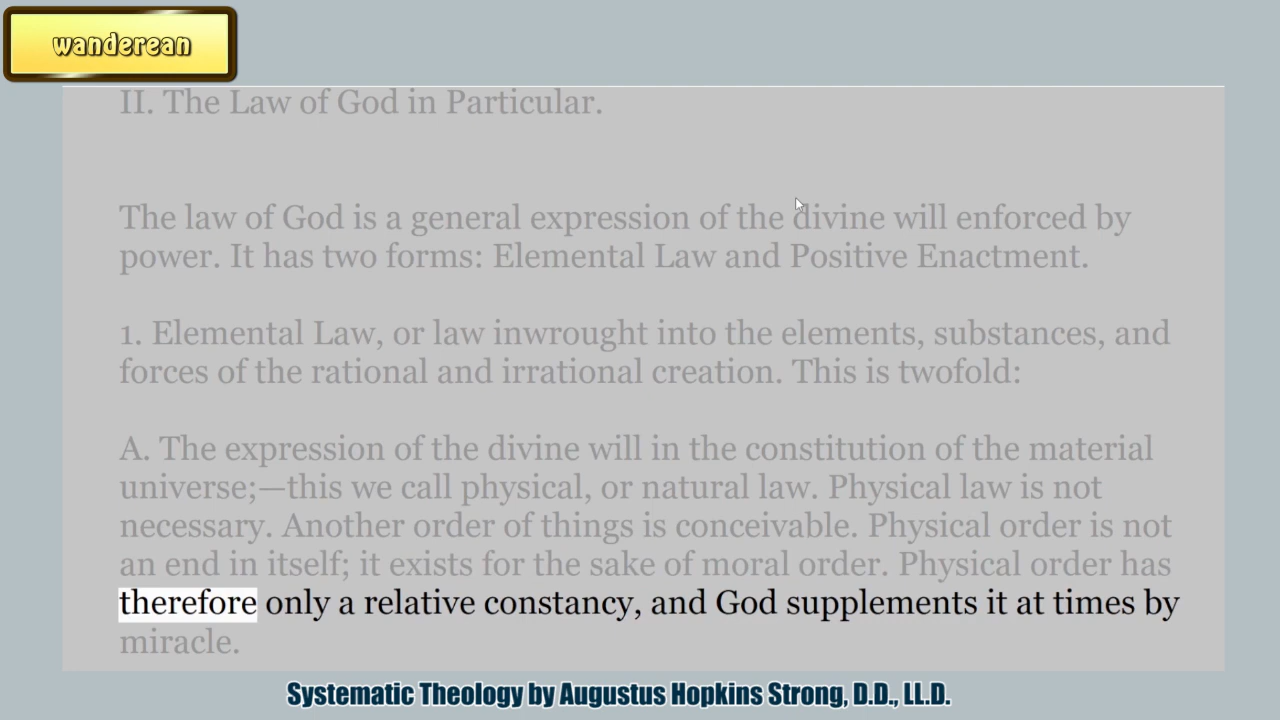 wanderean
II. The Law of God in Particular.
The law of God is a general expression of the divine will enforced by
power. It has two forms: Elemental Law and Positive Enactment.
1. Elemental Law, or law inwrought into the elements, substances, and
forces of the rational and irrational creation. This is twofold:
A. The expression of the divine will in the constitution of the material
universe;—this we call physical, or natural law. Physical law is not
necessary. Another order of things is conceivable. Physical order is not
an end in itself; it exists for the sake of moral order. Physical order has
therefore only a relative constancy, and God supplements it at times by
miracle.
Systematic Theology by Augustus Hopkins Strong, D.D., LL.D.